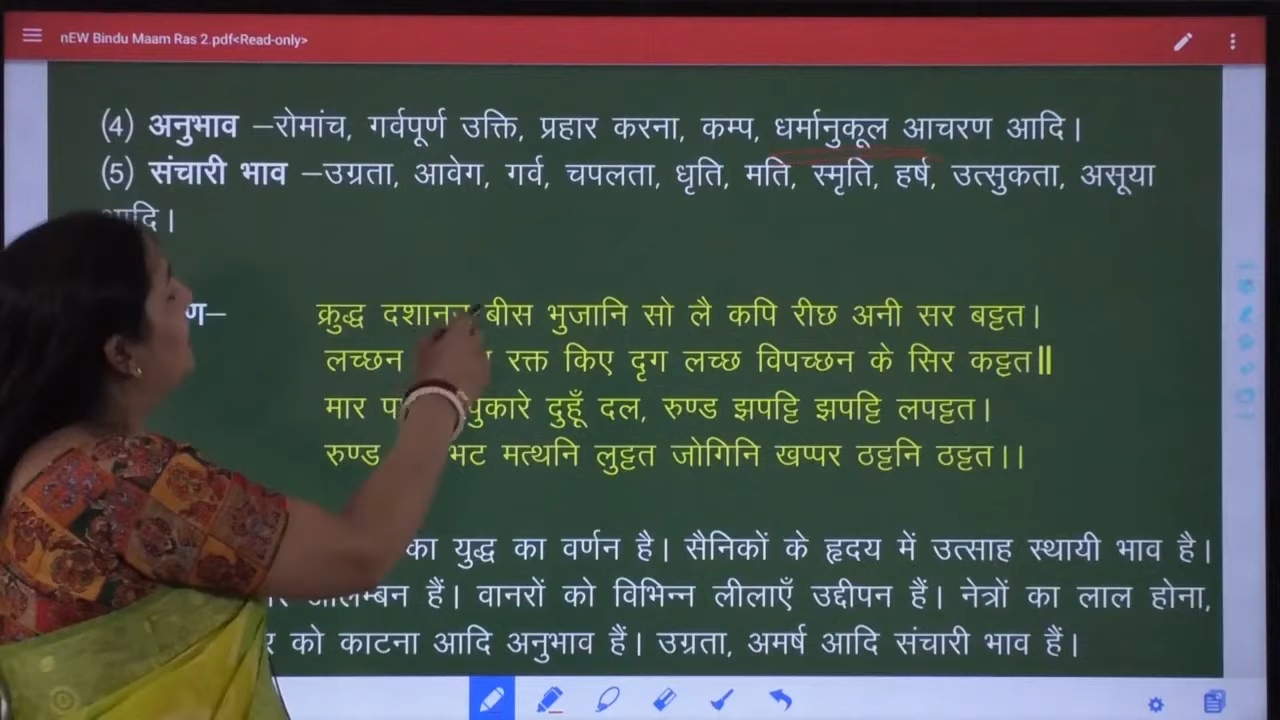 nEW Bindu Maam Ras 2.pdf<Read-only>
(4) अनुभाव –रोमांच, गर्वपूर्ण उक्ति, प्रहार करना, कम्प, धर्मानुकूल आचरण आदि।
(5) संचारी भाव –उग्रता, आवेग, गर्व, चपलता, धृति, मति, स्मृति, हर्ष, उत्सुकता, असूया
आदि।
क्रुद्ध दशानन बीस भुजानि सो लै कपि रीछ अनी सर बट्टत।
लच्छन रक्त किए दृग लच्छ विपच्छन के सिर कट्टत॥
मार पुकारे दुहूँ दल, रुण्ड झपट्टि झपट्टि लपट्टत।
रुण्ड भट मत्थनि लुट्टत जोगिनि खप्पर ठट्टनि ठट्टत।।
का युद्ध का वर्णन है। सैनिकों के हृदय में उत्साह स्थायी भाव है।
आलम्बन हैं। वानरों को विभिन्न लीलाएँ उद्दीपन हैं। नेत्रों का लाल होना,
को काटना आदि अनुभाव हैं। उग्रता, अमर्ष आदि संचारी भाव हैं।